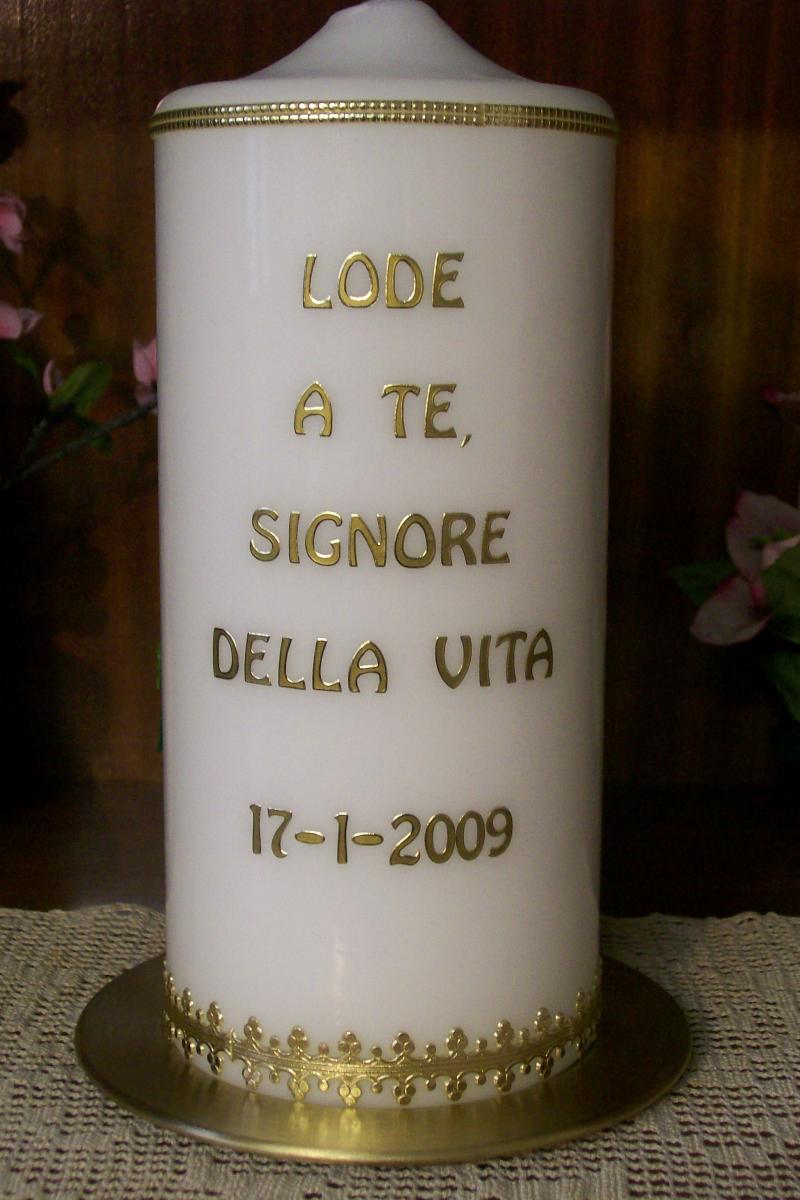 LODE
A TE,
SIGNORE
DELLA VITA
17-1-2009